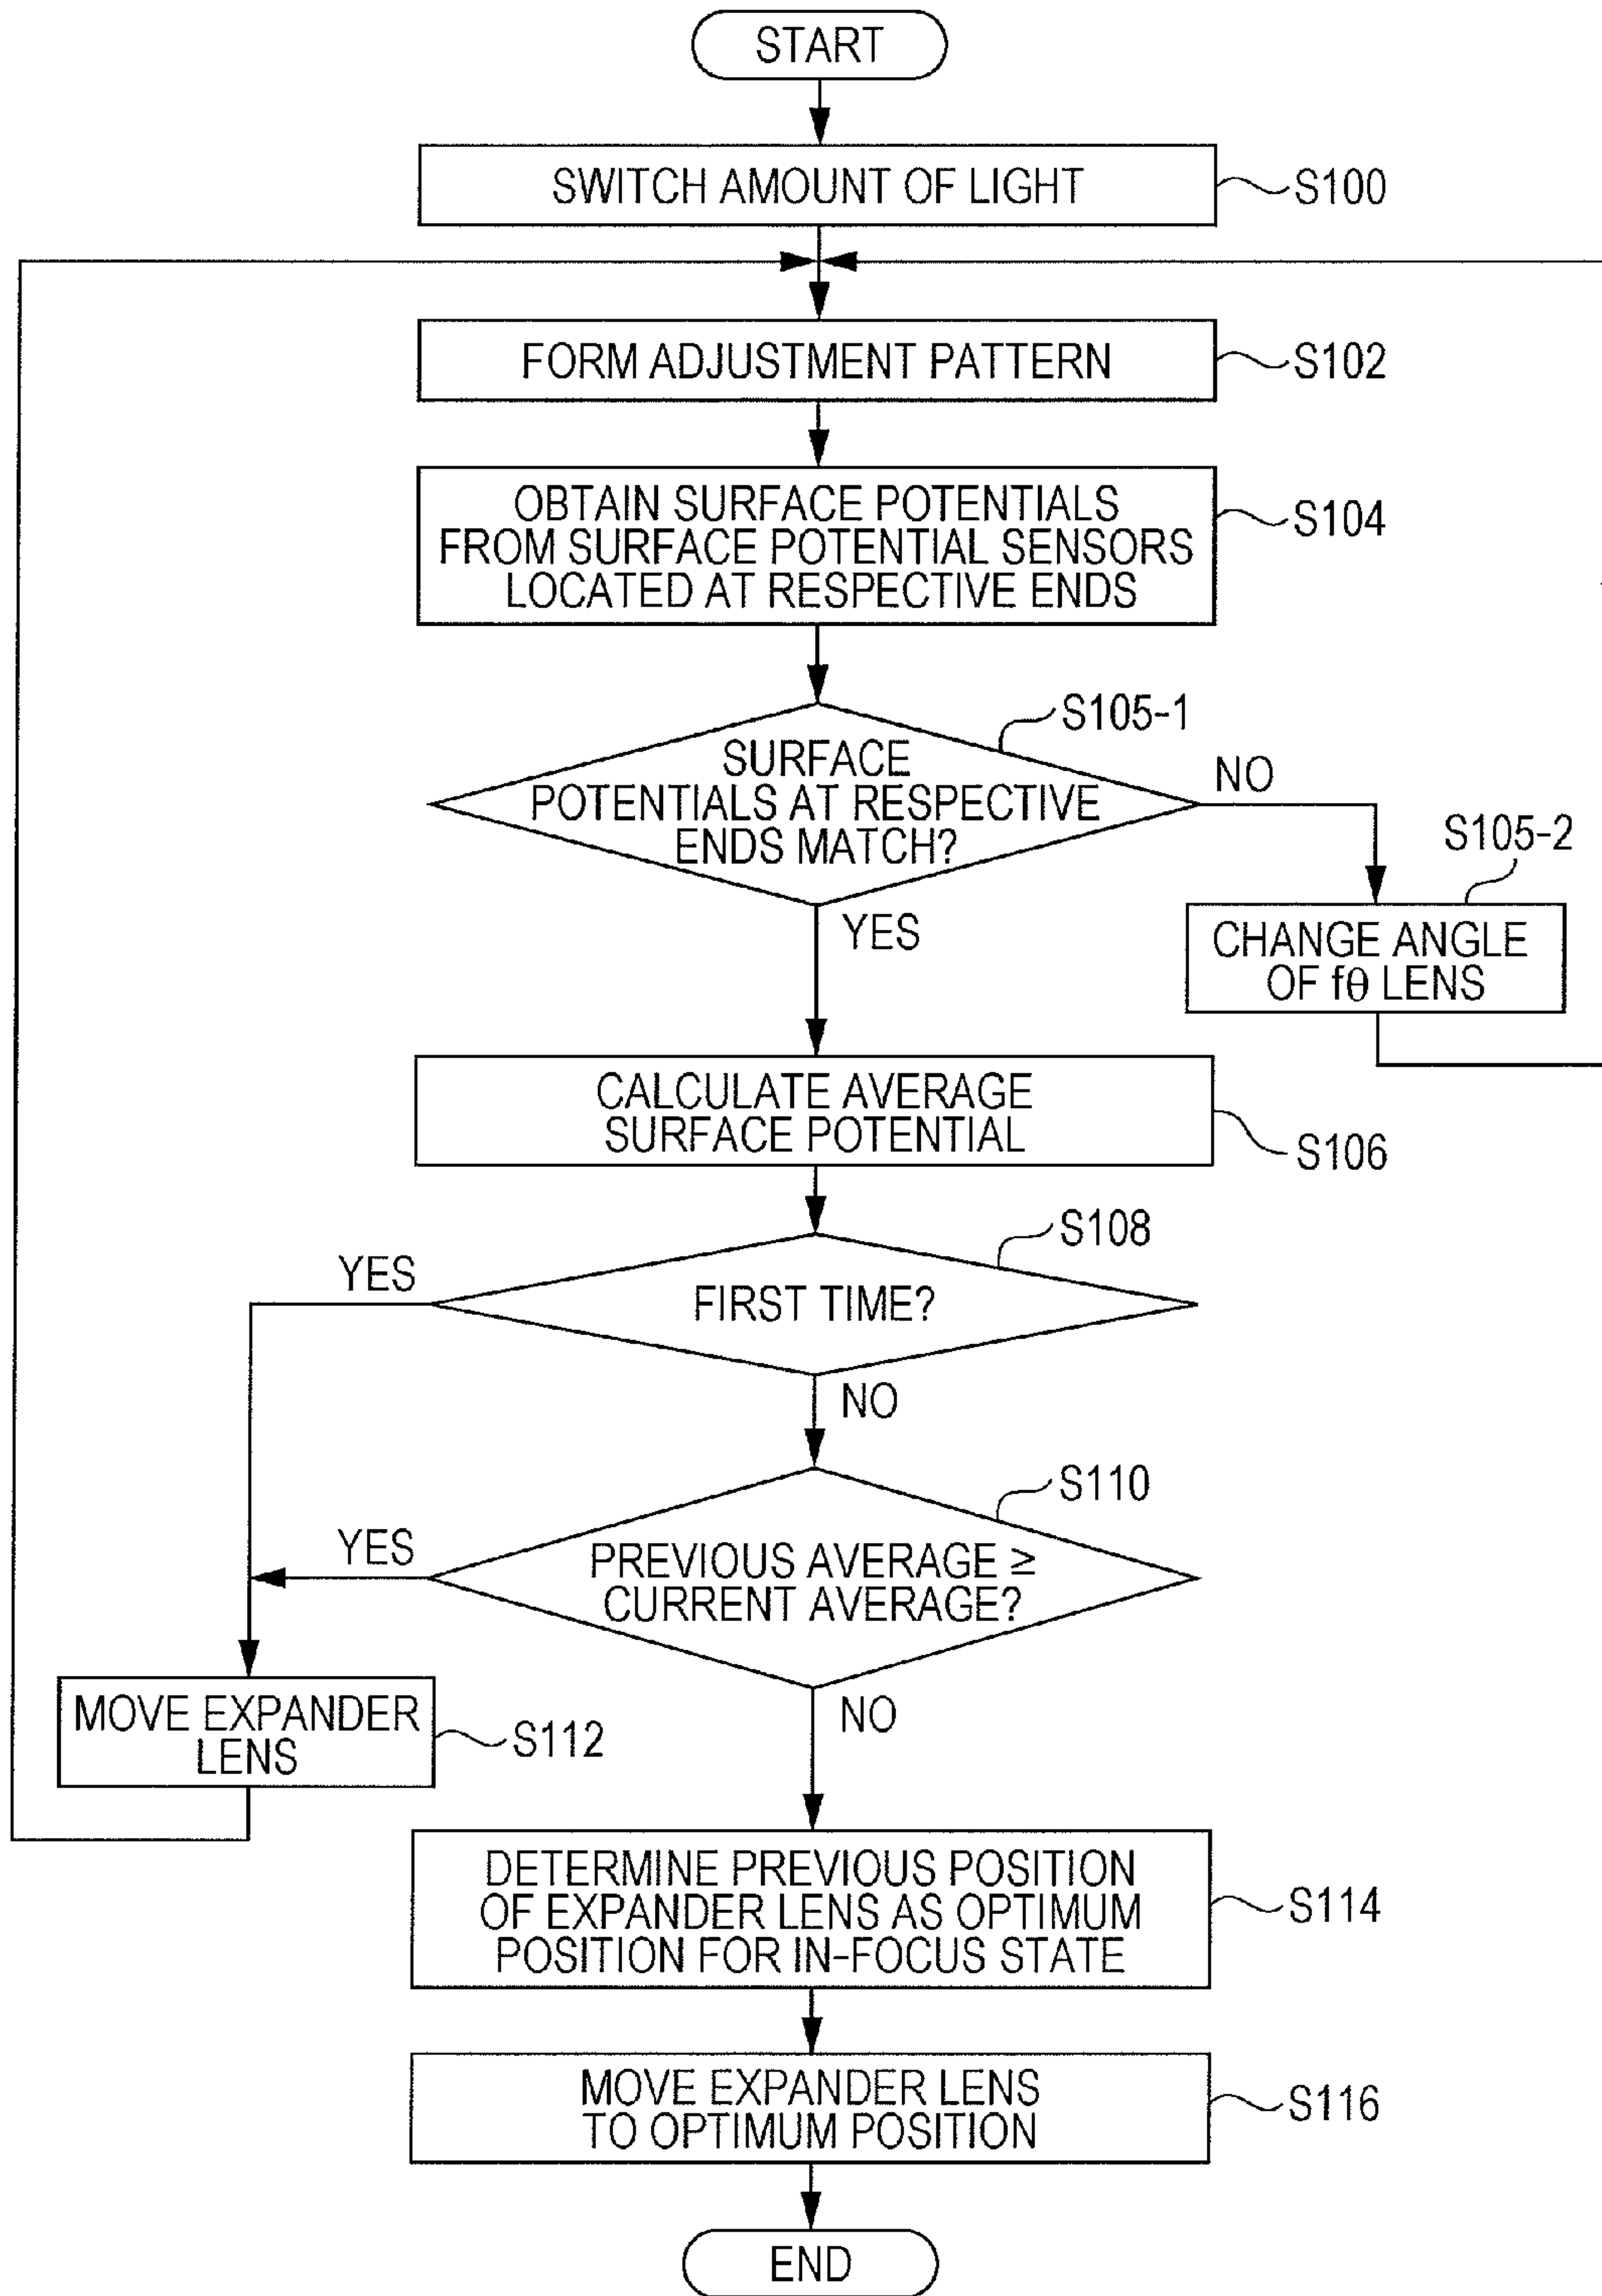 START
SWITCH AMOUNT OF LIGHT
S100
FORM ADJUSTMENT PATTERN
S102
OBTAIN SURFACE POTENTIALS
FROM SURFACE POTENTIAL SENSORS
LOCATED AT RESPECTIVE ENDS
S104
S105-1
SURFACE
POTENTIALS AT RESPECTIVE
ENDS MATCH?
NO
S105-2
YES
CHANGE ANGLE
OF fθ LENS
CALCULATE AVERAGE
SURFACE POTENTIAL
S106
S108
YES
FIRST TIME?
NO
S110
YES
PREVIOUS AVERAGE ≥
CURRENT AVERAGE?
NO
MOVE EXPANDER
LENS
S112
DETERMINE PREVIOUS POSITION
OF EXPANDER LENS AS OPTIMUM
POSITION FOR IN-FOCUS STATE
S114
MOVE EXPANDER LENS
TO OPTIMUM POSITION
S116
END